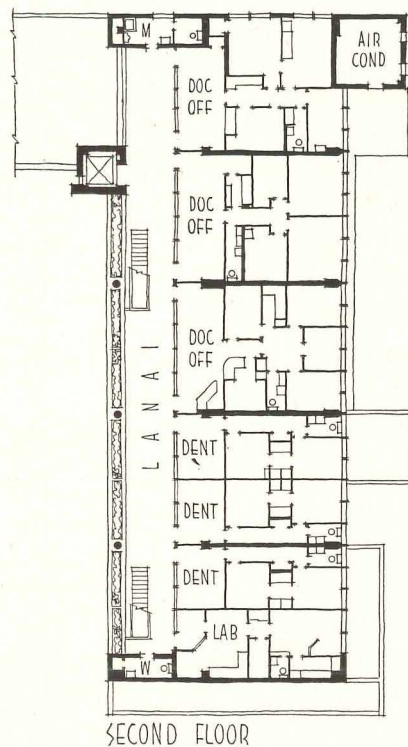 M
AIR
COND
DOC
OFF
DOC
OFF
LANAI
DOC
OFF
DENT
DENT
DENT
LAB
W
SECOND FLOOR